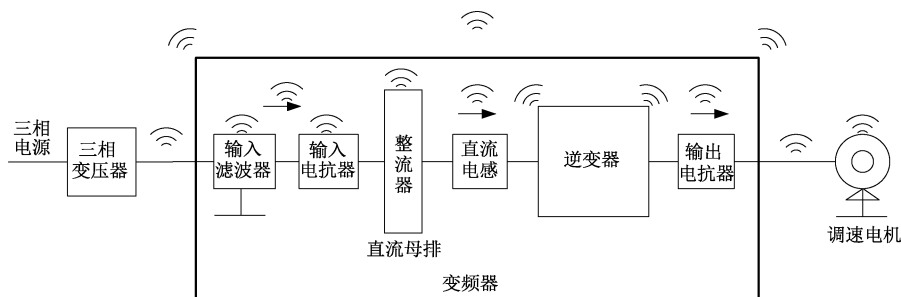 三相
电源
三相
变压器
输入
滤波器
输入
电抗器
整
流
器
直流
电感
逆变器
输出
电抗器
调速电机
直流母排
变频器